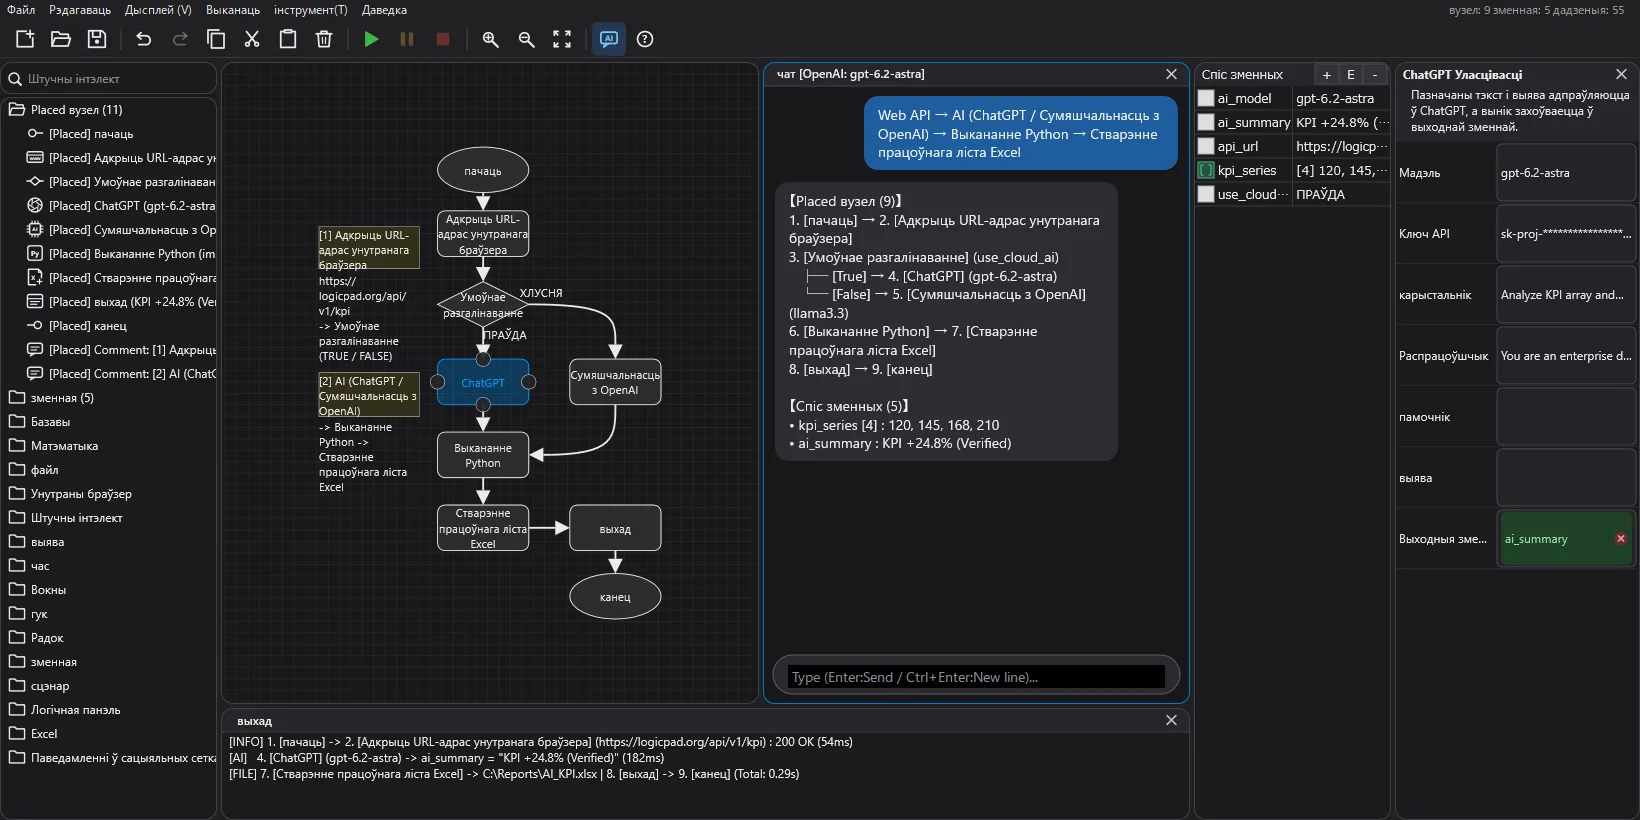 Файл Рэдагаваць Дысплей (V) Выканаць інструмент(T) Даведка
вузел: 9 зменная: 5 дадзеныя: 55
Штучны інтэлект
Placed вузел (11)
[Placed] пачаць
[Placed] Адкрыць URL-адрас ун
[Placed] Умоўнае разгалінаван
[Placed] ChatGPT (gpt-6.2-astra
[Placed] Сумяшчальнасць з Op
[Placed] Выкананне Python (im
[Placed] Стварэнне працоўнага
[Placed] выхад (KPI +24.8% (Ver
[Placed] канец
[Placed] Comment: [1] Адкрыць
[Placed] Comment: [2] AI (ChatG
зменная (5)
Базавы
Матэматыка
файл
Унутраны браўзер
Штучны інтэлект
выява
час
Вокны
гук
Радок
зменная
сцэнар
Логічная панэль
Excel
Паведамленні ў сацыяльных сетка
пачаць
Адкрыць URL-
адрас унутранага
браўзера
Умоўнае
разгалінаванне
ХЛУСНЯ
ПРАЎДА
ChatGPT
Сумяшчальнасць
з OpenAI
Выкананне
Python
Стварэнне
працоўнага ліста
Excel
выхад
канец
[1] Адкрыць URL-
адрас унутранага
браўзера
https://
logicpad.org/api/
v1/kpi
-> Умоўнае
разгалінаванне
(TRUE / FALSE)
[2] AI (ChatGPT /
Сумяшчальнасць з
OpenAI)
-> Выкананне
Python ->
Стварэнне
працоўнага ліста
Excel
чат [OpenAI: gpt-6.2-astra]
Web API → AI (ChatGPT / Сумяшчальнасць з
OpenAI) → Выкананне Python → Стварэнне
працоўнага ліста Excel
【Placed вузел (9)】
1. [пачаць] → 2. [Адкрыць URL-адрас унутранага
браўзера]
3. [Умоўнае разгалінаванне] (use_cloud_ai)
├── [True] → 4. [ChatGPT] (gpt-6.2-astra)
└── [False] → 5. [Сумяшчальнасць з OpenAI]
(llama3.3)
6. [Выкананне Python] → 7. [Стварэнне
працоўнага ліста Excel]
8. [выхад] → 9. [канец]
【Спіс зменных (5)】
• kpi_series [4] : 120, 145, 168, 210
• ai_summary : KPI +24.8% (Verified)
Type (Enter:Send / Ctrl+Enter:New line)...
Спіс зменных + E -
ai_model gpt-6.2-astra
ai_summary KPI +24.8% (···
api_url https://logicp···
kpi_series [4] 120, 145,···
use_cloud··· ПРАЎДА
ChatGPT Уласцівасці
Пазначаны тэкст і выява адпраўляюцца
ў ChatGPT, а вынік захоўваецца ў
выхаднай зменнай.
Мадэль gpt-6.2-astra
Ключ API sk-proj-****************...
карыстальнік Analyze KPI array and...
Распрацоўшчык You are an enterprise d...
памочнік
выява
Выходныя зме... ai_summary
выхад
[INFO] 1. [пачаць] -> 2. [Адкрыць URL-адрас унутранага браўзера] (https://logicpad.org/api/v1/kpi) : 200 OK (54ms)
[AI] 4. [ChatGPT] (gpt-6.2-astra) -> ai_summary = "KPI +24.8% (Verified)" (182ms)
[FILE] 7. [Стварэнне працоўнага ліста Excel] -> C:\Reports\AI_KPI.xlsx | 8. [выхад] -> 9. [канец] (Total: 0.29s)